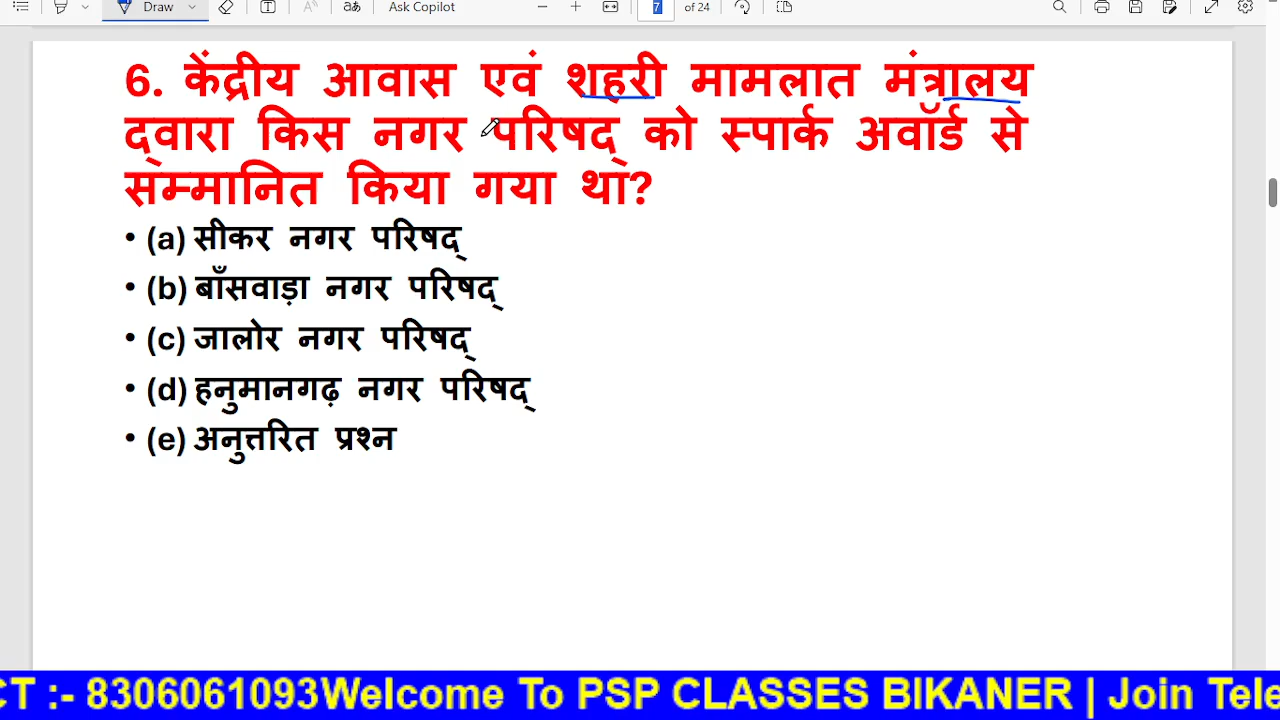 Draw
Ask Copilot
7 of 24
6. केंद्रीय आवास एवं शहरी मामलात मंत्रालय
द्वारा किस नगर परिषद् को स्पार्क अवॉर्ड से
सम्मानित किया गया था?
• (a) सीकर नगर परिषद्
• (b) बाँसवाड़ा नगर परिषद्
• (c) जालोर नगर परिषद्
• (d) हनुमानगढ़ नगर परिषद्
• (e) अनुत्तरित प्रश्न
CT :- 8306061093Welcome To PSP CLASSES BIKANER | Join Tele